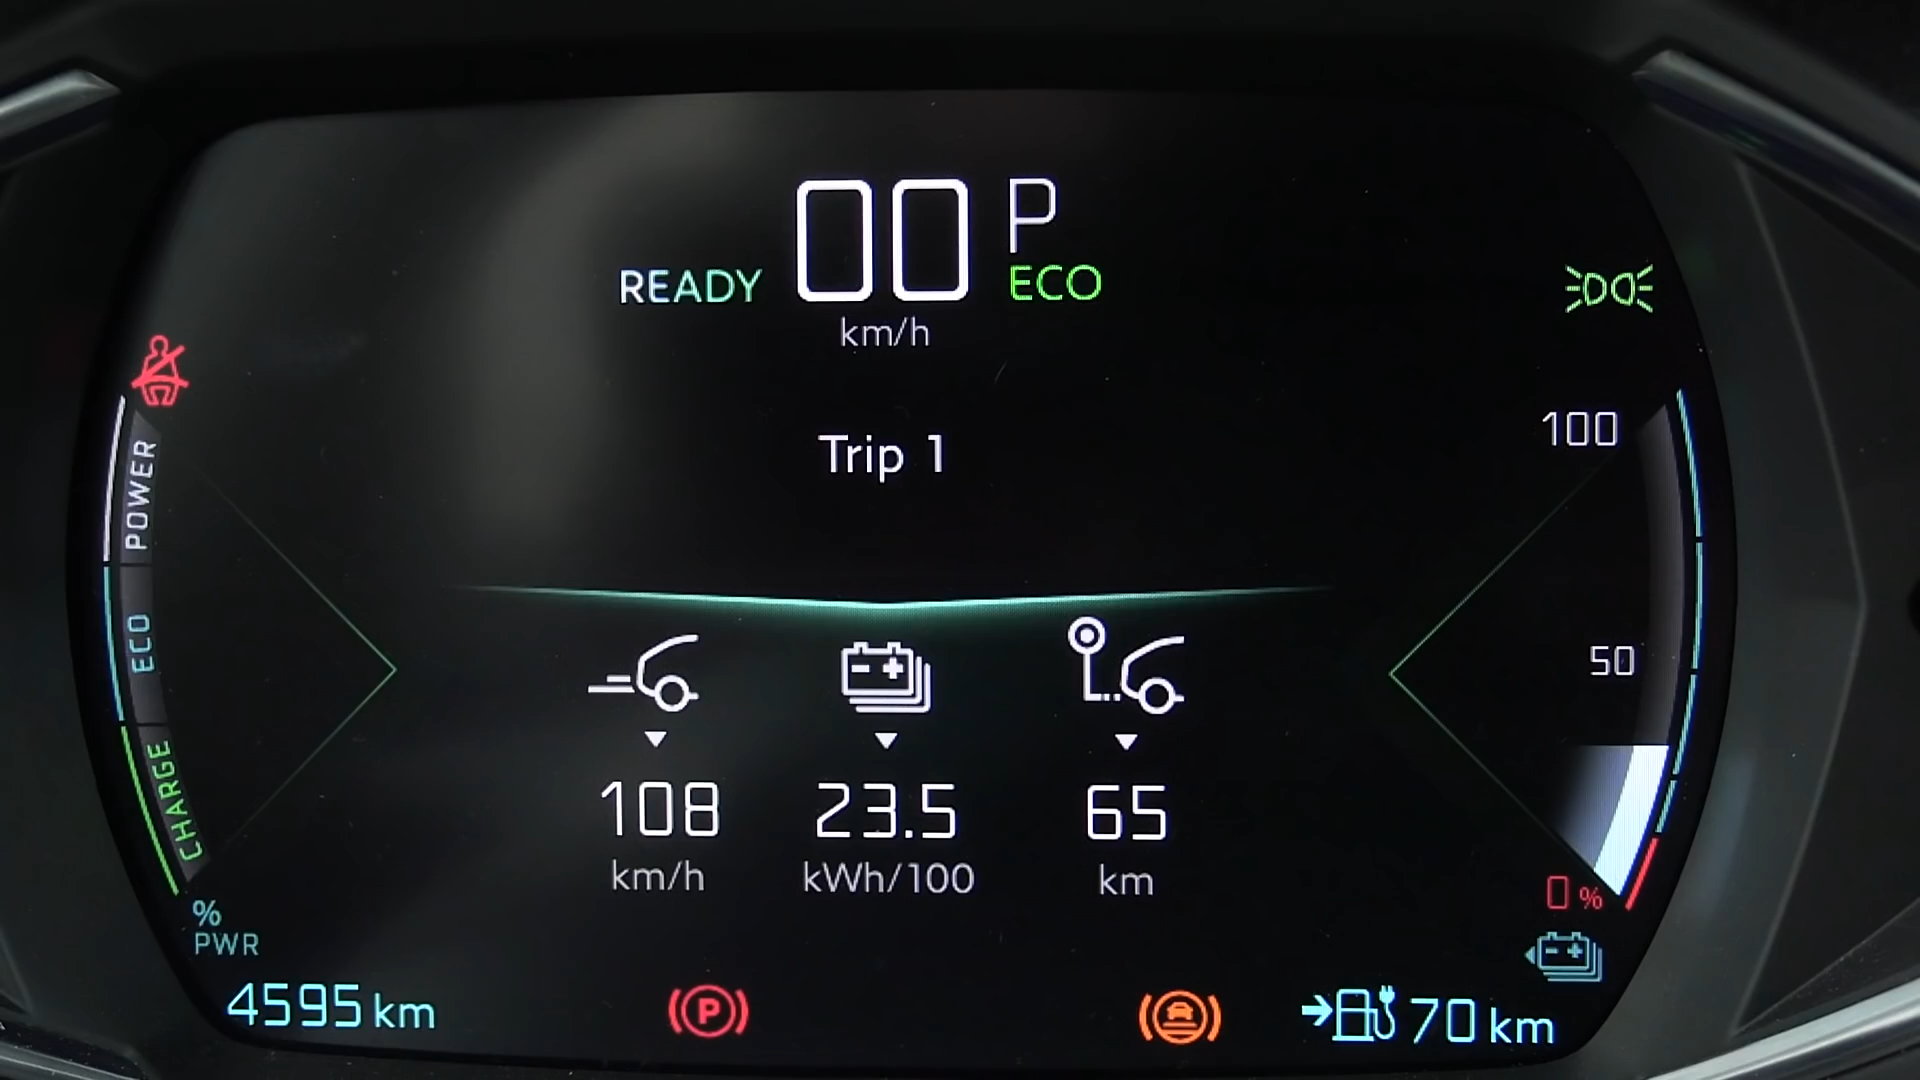 00 P
READY ECO
km/h
100
POWER
Trip 1
ECO
50
CHARGE
108 23.5 65
km/h kWh/100 km
0 %
%
PWR
4595 km P 70 km